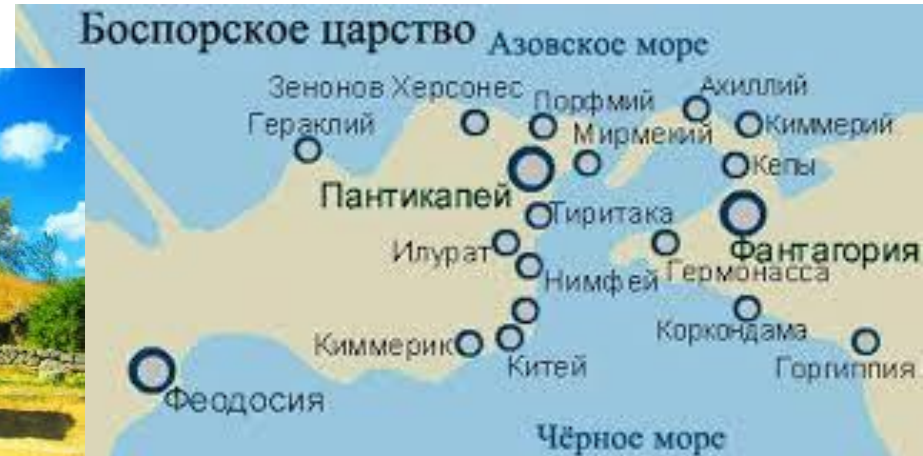 Боспорское царство
Азовское море
Зенонов Херсонес
Ахиллий
Порфмий
Гераклий
Мирмекий
Киммерий
Кепы
Пантикапей
Тиритака
Илурат
Фантагория
Нимфей
Гермонасса
Киммерик
Коркондама
Китей
Горгиппия
Феодосия
Чёрное море